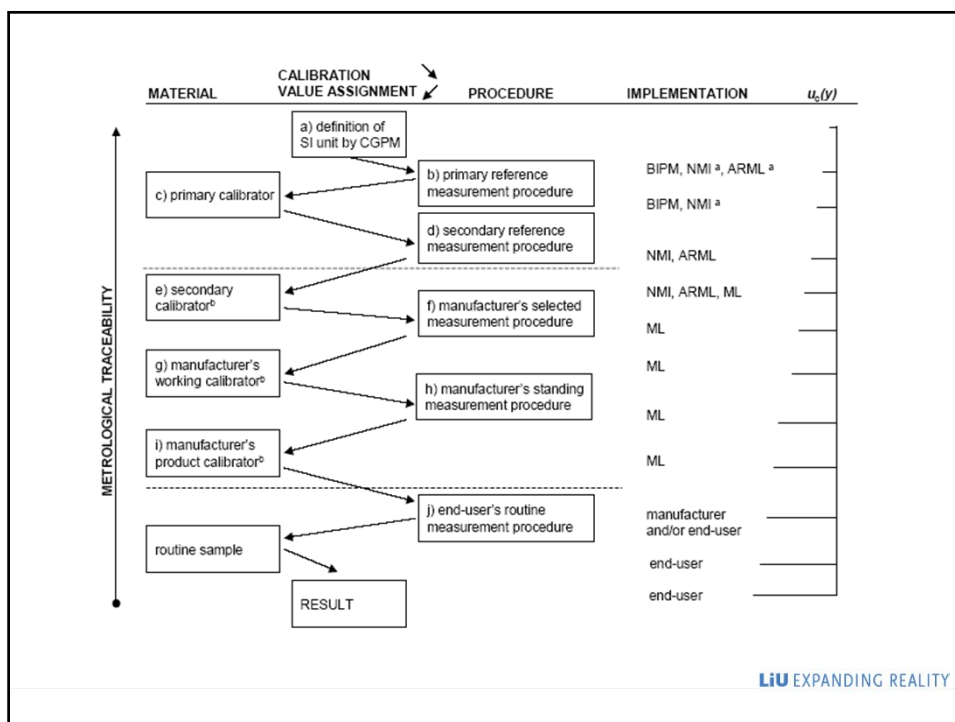 CALIBRATION
MATERIAL VALUE ASSIGNMENT PROCEDURE IMPLEMENTATION u_c(y)
a) definition of
SI unit by CGPM
b) primary reference
measurement procedure
BIPM, NMI ᵃ, ARML ᵃ
c) primary calibrator
BIPM, NMI ᵃ
d) secondary reference
measurement procedure
NMI, ARML
e) secondary
calibratorᵇ
NMI, ARML, ML
f) manufacturer's selected
measurement procedure
ML
g) manufacturer's
working calibratorᵇ
ML
h) manufacturer's standing
measurement procedure
ML
i) manufacturer's
product calibratorᵇ
ML
j) end-user's routine
measurement procedure
manufacturer
and/or end-user
routine sample
end-user
RESULT
end-user
METROLOGICAL TRACEABILITY
LiU EXPANDING REALITY